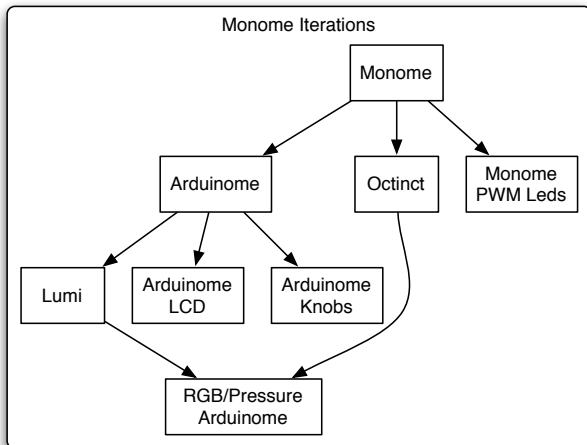 Monome Iterations
Monome
Arduinome
Octinct
Monome
PWM Leds
Lumi
Arduinome
LCD
Arduinome
Knobs
RGB/Pressure
Arduinome